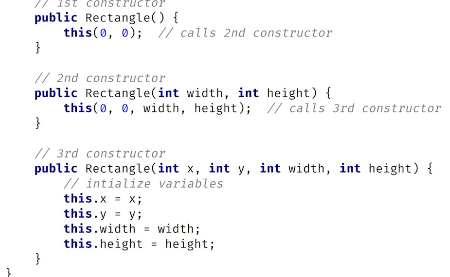 // 1st constructor
public Rectangle() {
this(0, 0); // calls 2nd constructor
}
// 2nd constructor
public Rectangle(int width, int height) {
this(0, 0, width, height); // calls 3rd constructor
}
// 3rd constructor
public Rectangle(int x, int y, int width, int height) {
// intialize variables
this.x = x;
this.y = y;
this.width = width;
this.height = height;
}
}